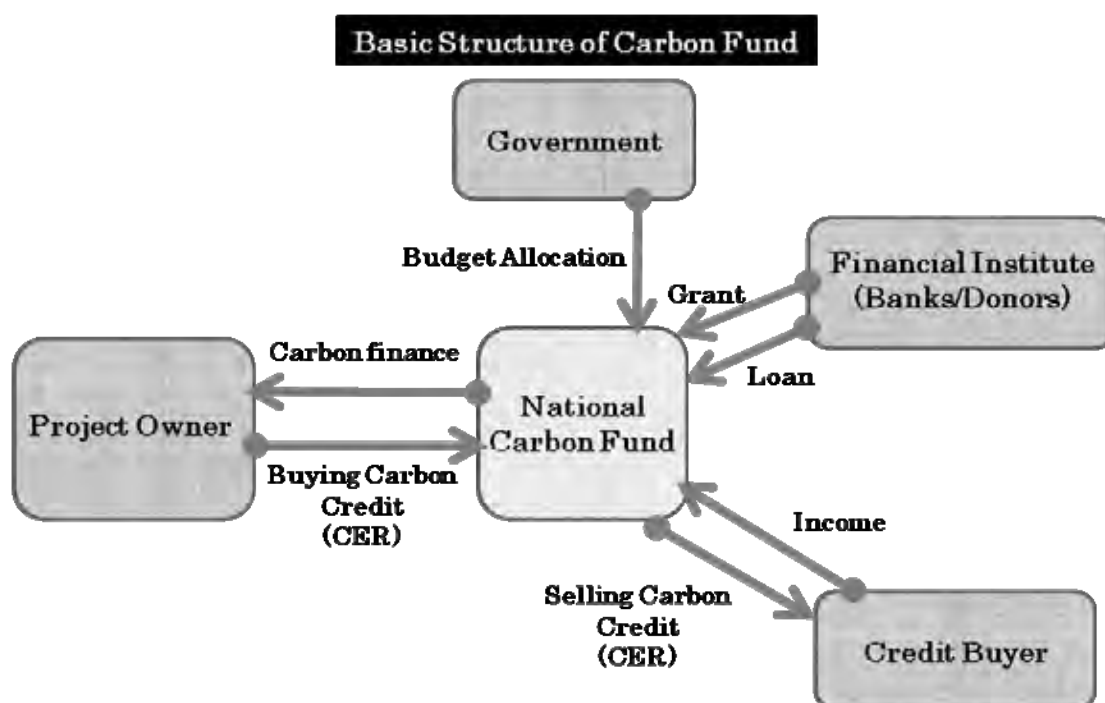 Basic Structure of Carbon Fund
Government
Budget Allocation
Financial Institute
(Banks/Donors)
Grant
Loan
Carbon finance
Project Owner
National
Carbon Fund
Buying Carbon
Credit
(CER)
Income
Selling Carbon
Credit
(CER)
Credit Buyer